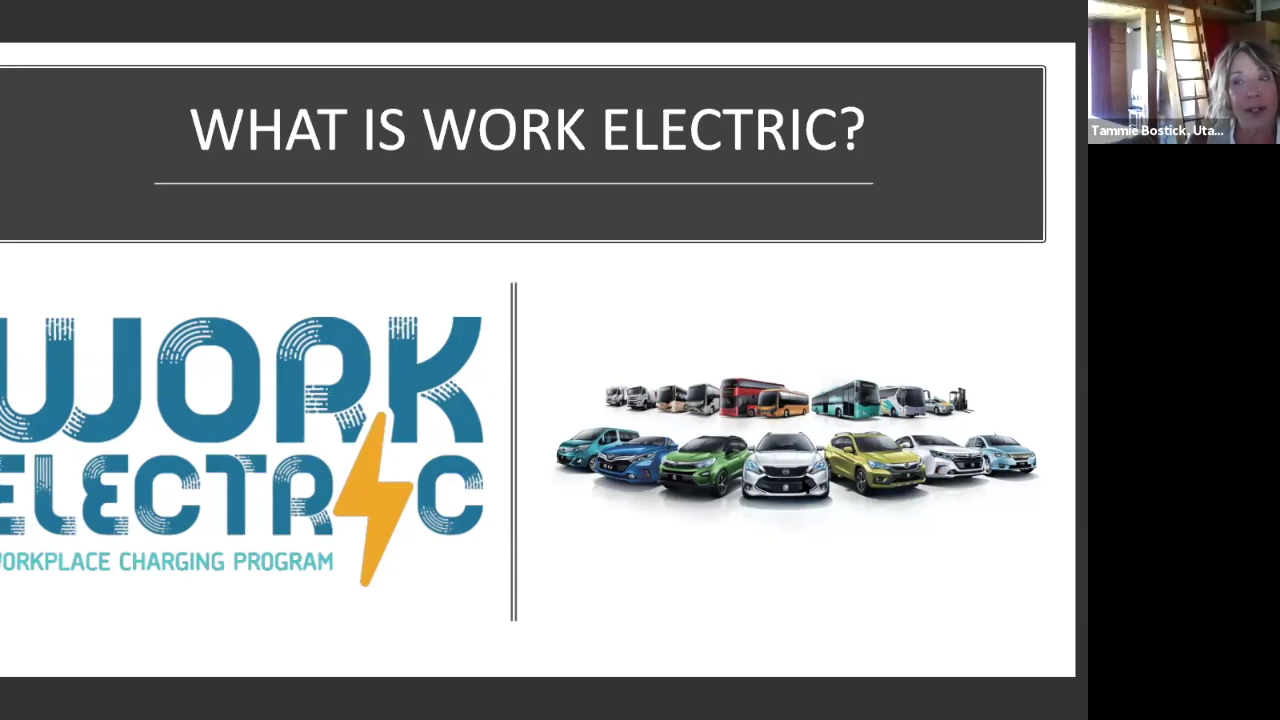 WHAT IS WORK ELECTRIC?
Tammie Bostick, Uta...
WORK
ELECTRIC
WORKPLACE CHARGING PROGRAM